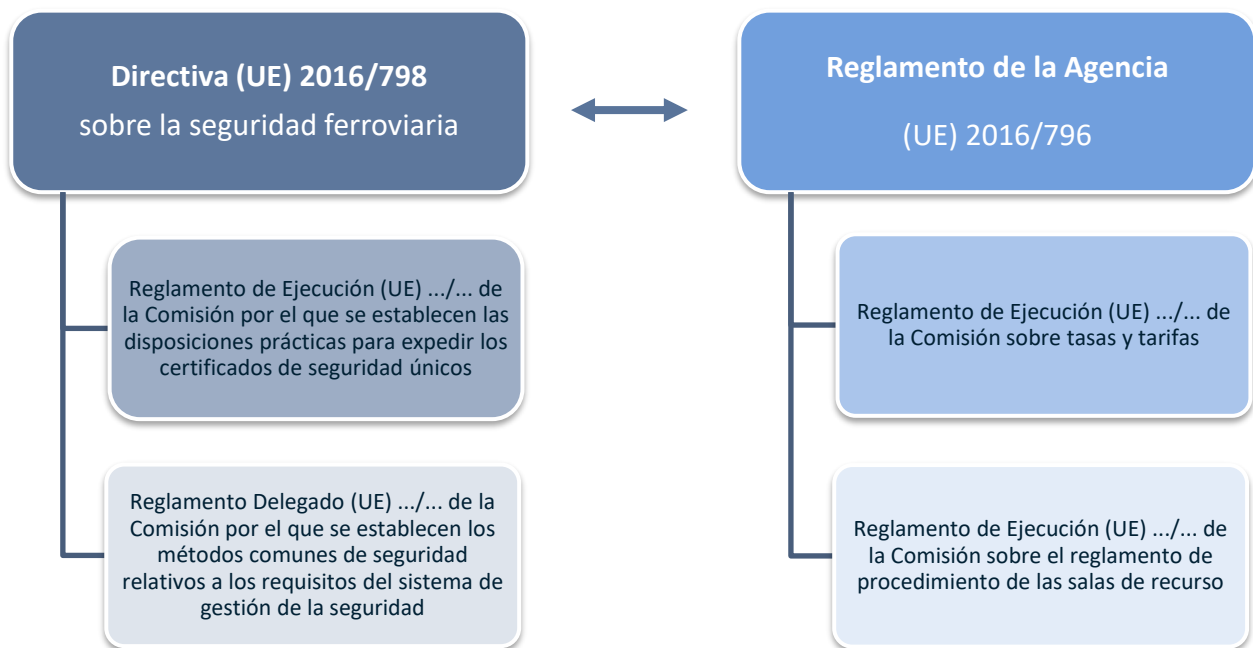 Directiva (UE) 2016/798
sobre la seguridad ferroviaria
Reglamento de Ejecución (UE) .../... de
la Comisión por el que se establecen las
disposiciones prácticas para expedir los
certificados de seguridad únicos
Reglamento Delegado (UE) .../... de la
Comisión por el que se establecen los
métodos comunes de seguridad
relativos a los requisitos del sistema de
gestión de la seguridad
Reglamento de la Agencia
(UE) 2016/796
Reglamento de Ejecución (UE) .../... de
la Comisión sobre tasas y tarifas
Reglamento de Ejecución (UE) .../... de
la Comisión sobre el reglamento de
procedimiento de las salas de recurso